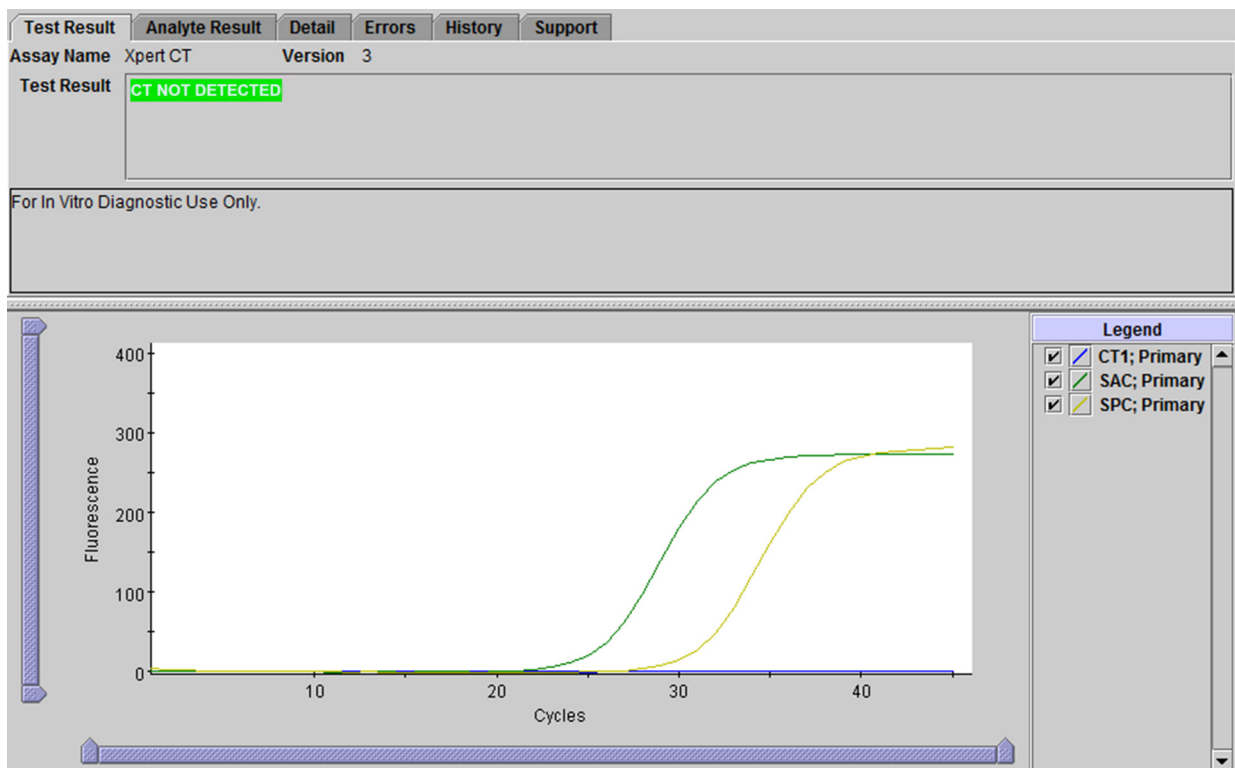 Test Result Analyte Result Detail Errors History Support
Assay Name Xpert CT Version 3
Test Result CT NOT DETECTED
For In Vitro Diagnostic Use Only.
Legend
CT1; Primary
SAC; Primary
SPC; Primary
400
300
200
100
0
Fluorescence
10 20 30 40
Cycles